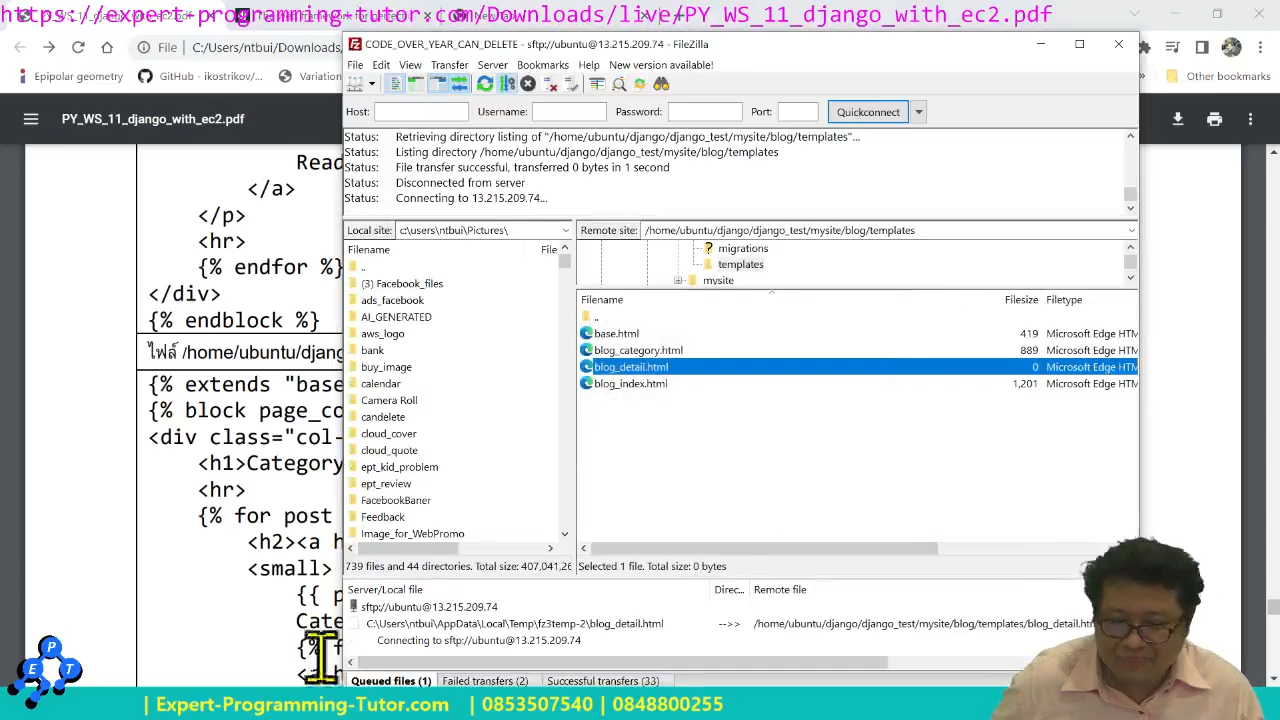 https://expert-programming-tutor.com/Downloads/live/PY_WS_11_django_with_ec2.pdf
File
C:/Users/ntbui/Downloads/
Epipolar geometry
GitHub - ikostrikov/
Variation
Other bookmarks
PY_WS_11_django_with_ec2.pdf
Read
</a>
</p>
<hr>
{% endfor %}
</div>
{% endblock %}
ไฟล์ /home/ubuntu/djang
{% extends "base
{% block page_co
<div class="col-
<h1>Category
<hr>
{% for post
<h2><a h
<small>
{{ p
Cate
{% f
CODE_OVER_YEAR_CAN_DELETE - sftp://ubuntu@13.215.209.74 - FileZilla
File Edit View Transfer Server Bookmarks Help New version available!
Host: Username: Password: Port: Quickconnect
Status: Retrieving directory listing of "/home/ubuntu/django/django_test/mysite/blog/templates"...
Status: Listing directory /home/ubuntu/django/django_test/mysite/blog/templates
Status: File transfer successful, transferred 0 bytes in 1 second
Status: Disconnected from server
Status: Connecting to 13.215.209.74...
Local site: c:\users\ntbui\Pictures\
Filename File
..
(3) Facebook_files
ads_facebook
AI_GENERATED
aws_logo
bank
buy_image
calendar
Camera Roll
candelete
cloud_cover
cloud_quote
ept_kid_problem
ept_review
FacebookBaner
Feedback
Image_for_WebPromo
739 files and 44 directories. Total size: 407,041,26
Remote site: /home/ubuntu/django/django_test/mysite/blog/templates
migrations
templates
mysite
Filename Filesize Filetype
..
base.html 419 Microsoft Edge HTM
blog_category.html 889 Microsoft Edge HTM
blog_detail.html 0 Microsoft Edge HTM
blog_index.html 1,201 Microsoft Edge HTM
Selected 1 file. Total size: 0 bytes
Server/Local file Direc... Remote file
sftp://ubuntu@13.215.209.74
C:\Users\ntbui\AppData\Local\Temp\fz3temp-2\blog_detail.html -->> /home/ubuntu/django/django_test/mysite/blog/templates/blog_detail.htm
Connecting to sftp://ubuntu@13.215.209.74
Queued files (1) Failed transfers (2) Successful transfers (33)
E P T
| Expert-Programming-Tutor.com | 0853507540 | 0848800255